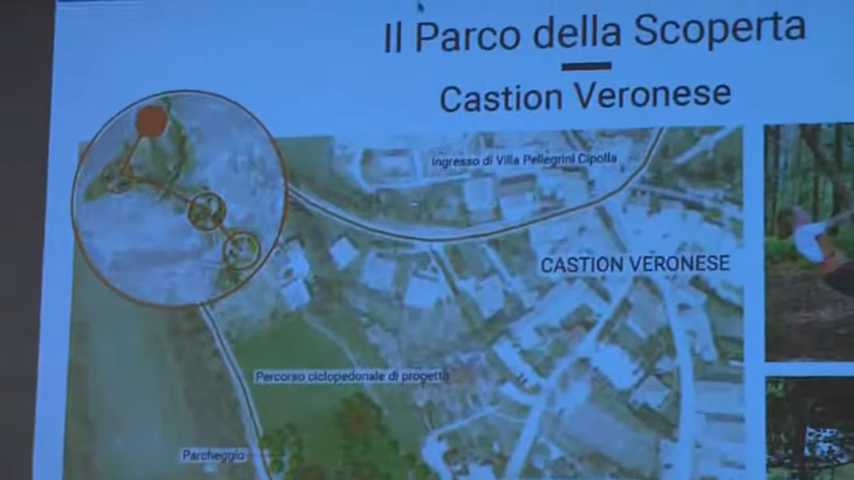 Il Parco della Scoperta
Castion Veronese
Ingresso di Villa Pellegrini Cipolla
CASTION VERONESE
Percorso ciclopedonale di progetto
Parcheggio